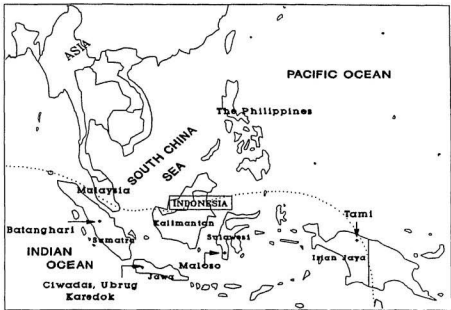 ASIA
PACIFIC OCEAN
The Philippines
SOUTH CHINA
SEA
Malaysia
INDONESIA
Kalimantan
Tami
Batanghari
Sumatra
Sulawesi
Irian Jaya
INDIAN
OCEAN
Maloso
Jawa
Ciwadas, Ubrug
Karedok